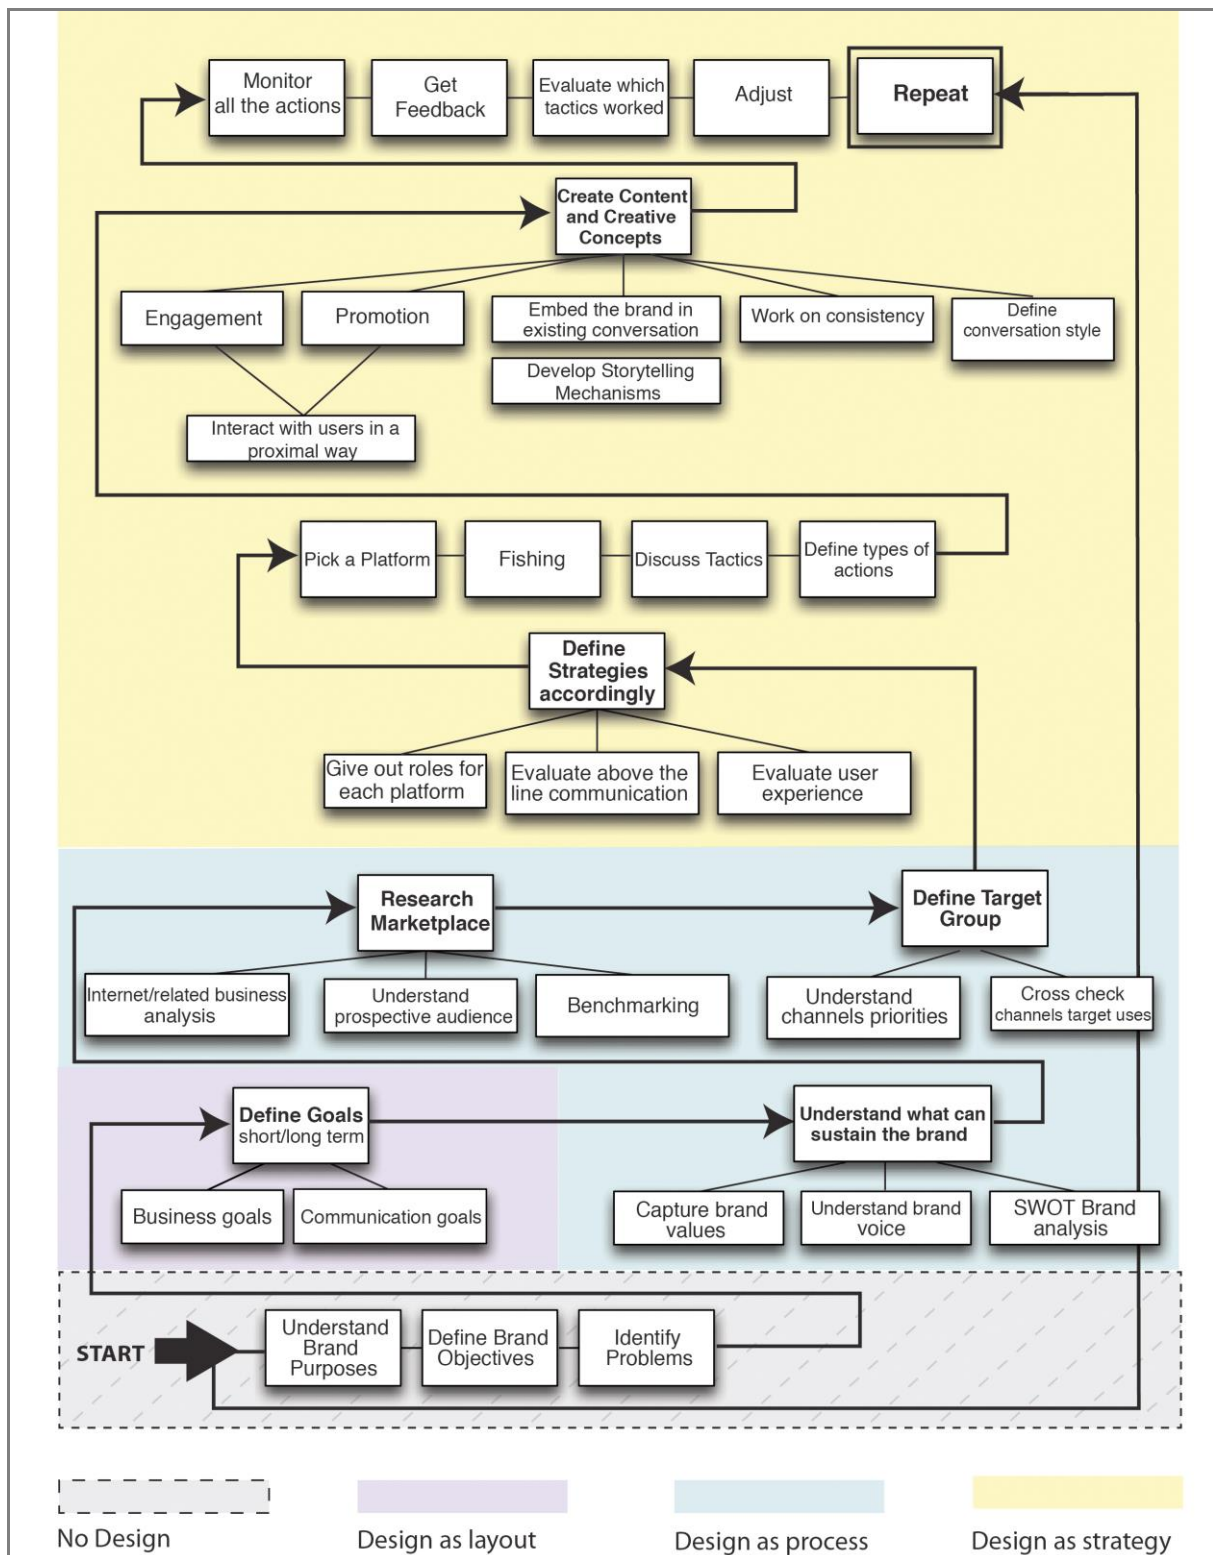 Monitor
all the actions
Get
Feedback
Evaluate which
tactics worked
Adjust
Repeat
Create Content
and Creative
Concepts
Engagement
Promotion
Embed the brand in
existing conversation
Work on consistency
Define
conversation style
Develop Storytelling
Mechanisms
Interact with users in a
proximal way
Pick a Platform
Fishing
Discuss Tactics
Define types of
actions
Define
Strategies
accordingly
Give out roles for
each platform
Evaluate above the
line communication
Evaluate user
experience
Research
Marketplace
Define Target
Group
Internet/related business
analysis
Understand
prospective audience
Benchmarking
Understand
channels priorities
Cross check
channels target uses
Define Goals
short/long term
Understand what can
sustain the brand
Business goals
Communication goals
Capture brand
values
Understand brand
voice
SWOT Brand
analysis
START
Understand
Brand
Purposes
Define Brand
Objectives
Identify
Problems
No Design
Design as layout
Design as process
Design as strategy